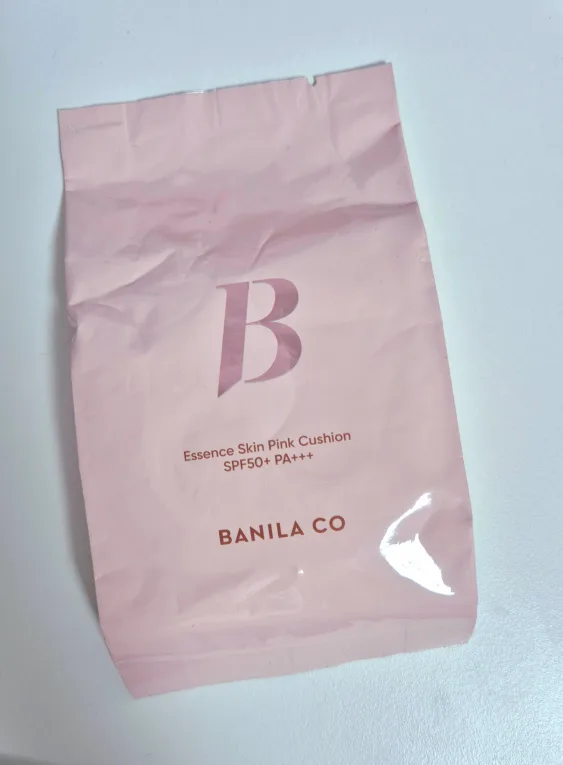 B
Essence Skin Pink Cushion
SPF50+ PA+++
BANILA CO